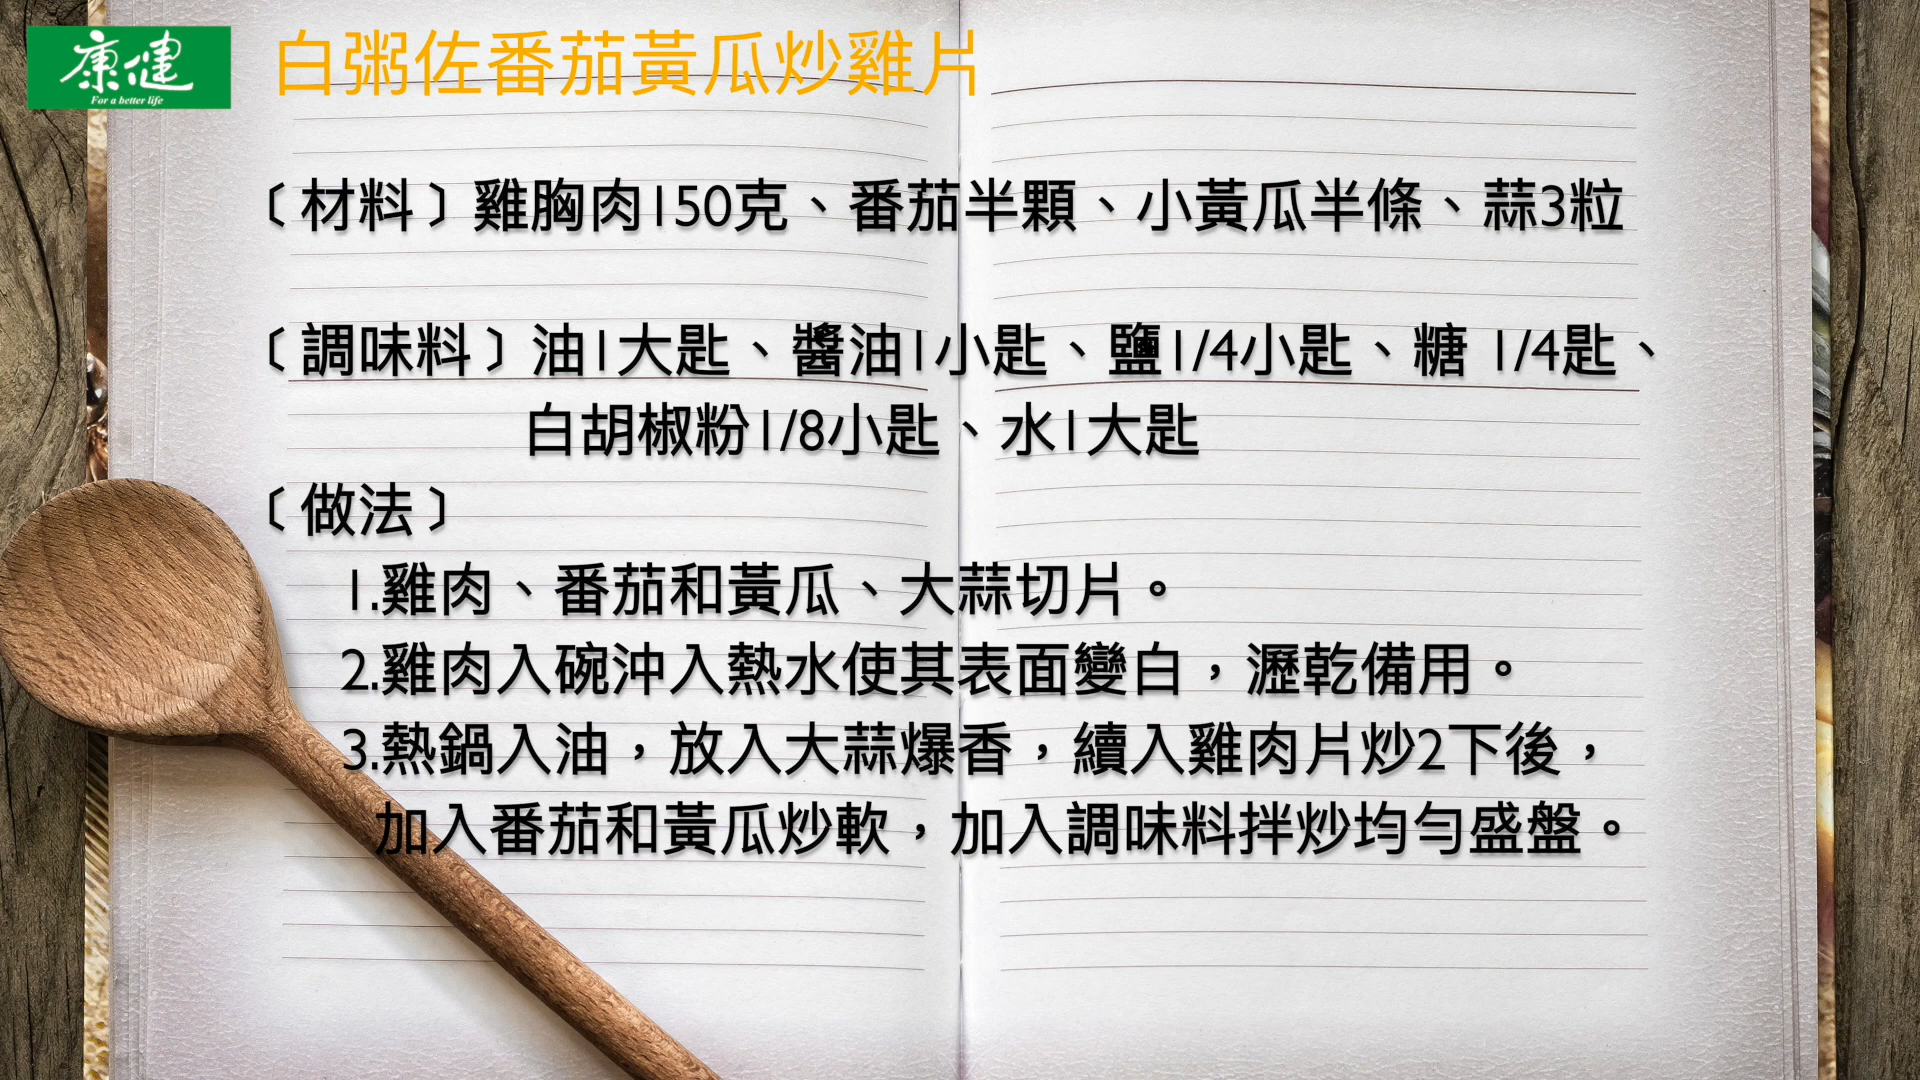 康健
For a better life
白粥佐番茄黃瓜炒雞片
﹝材料﹞雞胸肉150克、番茄半顆、小黃瓜半條、蒜3粒
﹝調味料﹞油1大匙、醬油1小匙、鹽1/4小匙、糖 1/4匙、
白胡椒粉1/8小匙、水1大匙
﹝做法﹞
1.雞肉、番茄和黃瓜、大蒜切片。
2.雞肉入碗沖入熱水使其表面變白，瀝乾備用。
3.熱鍋入油，放入大蒜爆香，續入雞肉片炒2下後，
加入番茄和黃瓜炒軟，加入調味料拌炒均勻盛盤。